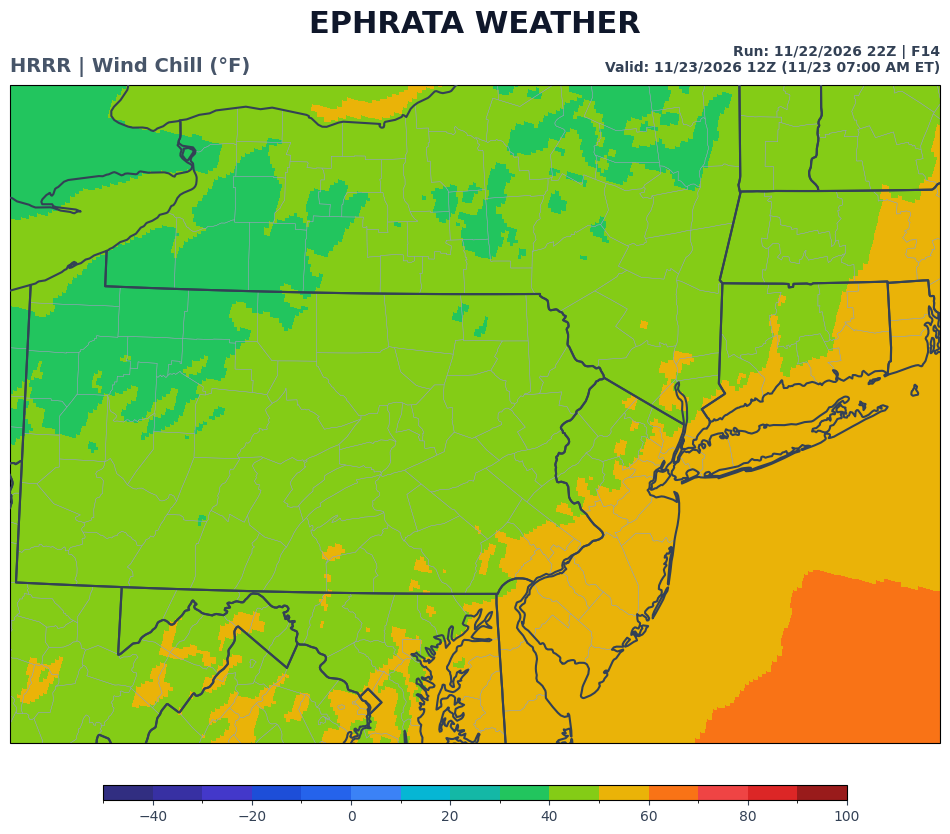 EPHRATA WEATHER
HRRR | Wind Chill (°F)
Run: 11/22/2026 22Z | F14
Valid: 11/23/2026 12Z (11/23 07:00 AM ET)
−40 −20 0 20 40 60 80 100